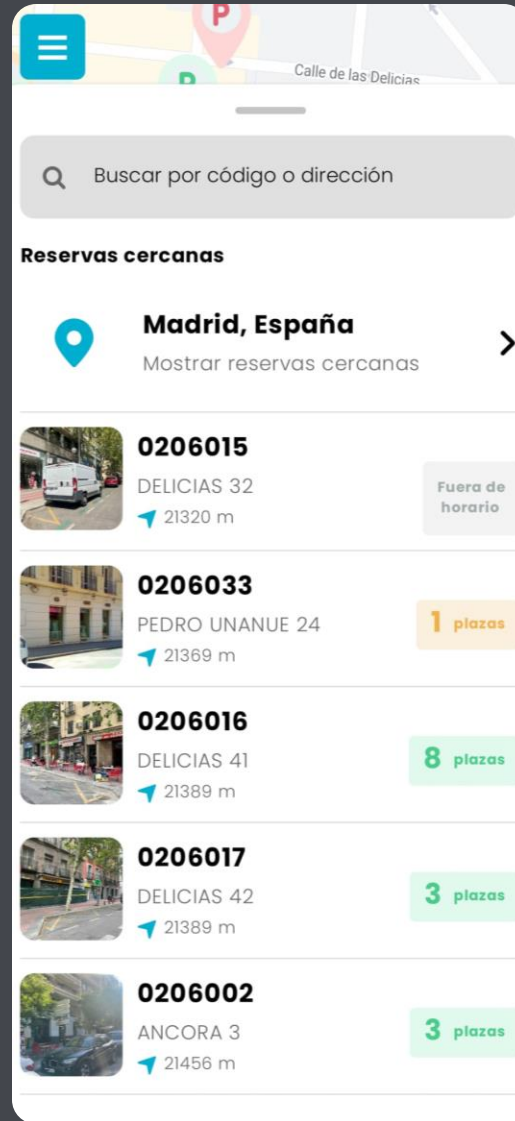 P
P
Calle de las Delicias
Buscar por código o dirección
Reservas cercanas
Madrid, España
Mostrar reservas cercanas
0206015
DELICIAS 32
21320 m
Fuera de
horario
0206033
PEDRO UNANUE 24
21369 m
1 plazas
0206016
DELICIAS 41
21389 m
8 plazas
0206017
DELICIAS 42
21389 m
3 plazas
0206002
ANCORA 3
21456 m
3 plazas